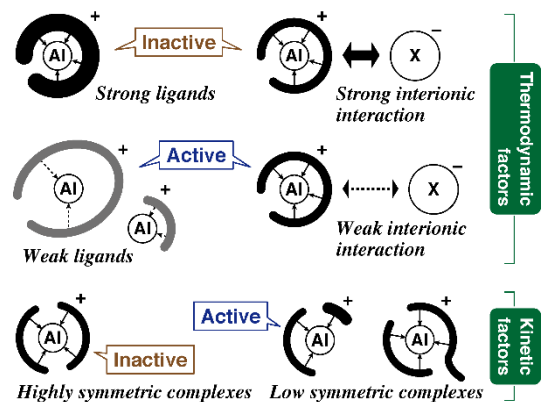 +
Al
Inactive
Strong ligands
+
Al
X
−
Strong interionic
interaction
+
Al
Active
+
Al
Weak ligands
+
Al
X
−
Weak interionic
interaction
Thermodynamic
factors
+
Al
Inactive
Highly symmetric complexes
Active
+
Al
+
Al
Low symmetric complexes
Kinetic
factors